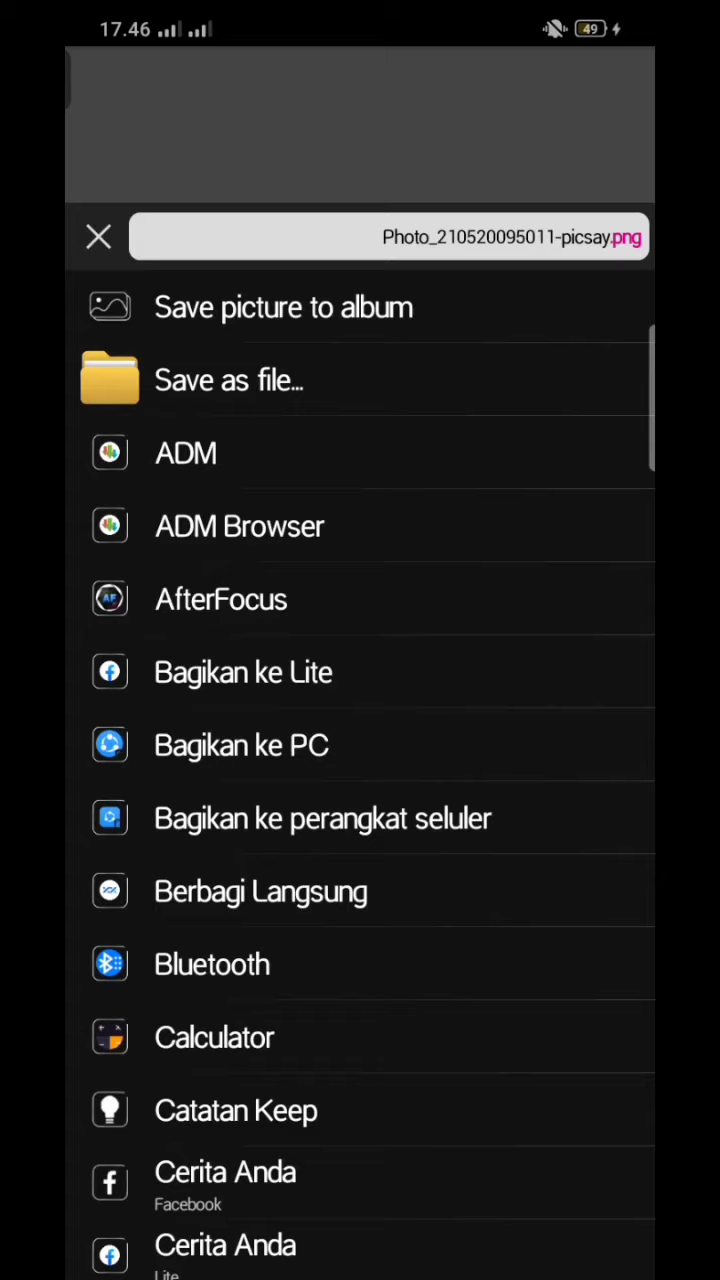 17.46
49
Photo_210520095011-picsay.png
Save picture to album
Save as file...
ADM
ADM Browser
AF
AfterFocus
Bagikan ke Lite
Bagikan ke PC
Bagikan ke perangkat seluler
Berbagi Langsung
Bluetooth
Calculator
Catatan Keep
Cerita Anda
Facebook
Cerita Anda
Lite